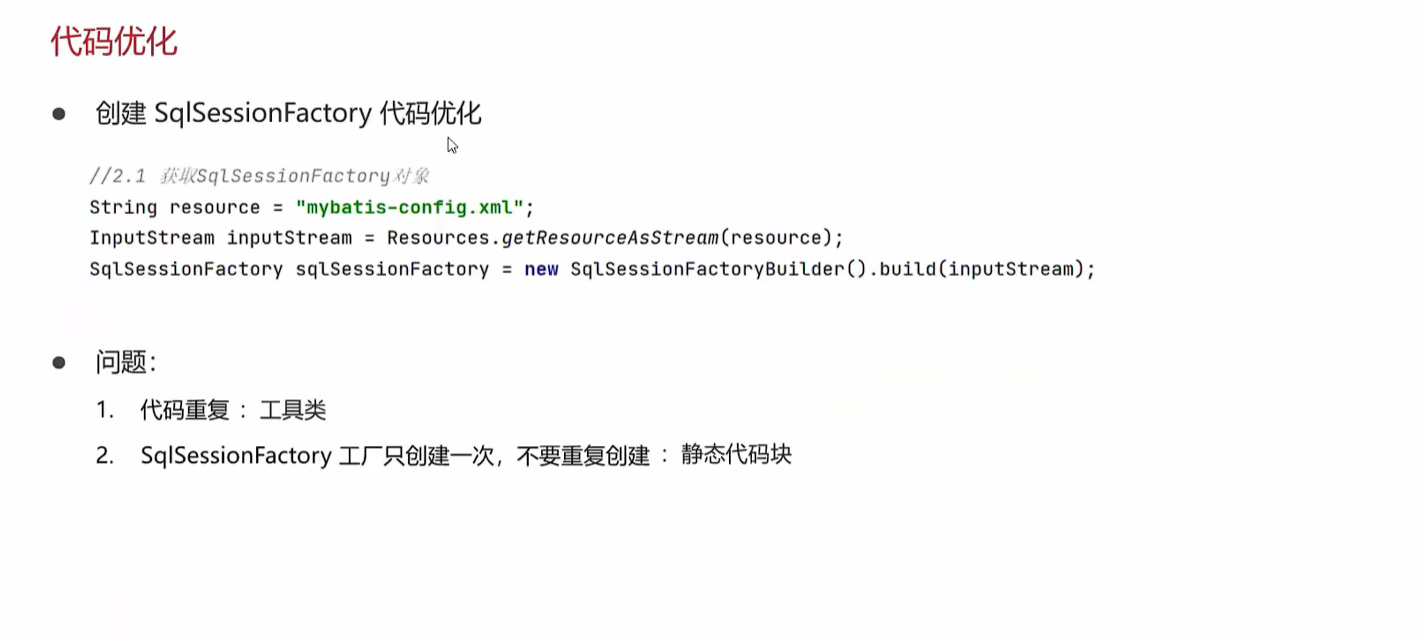 代码优化
● 创建 SqlSessionFactory 代码优化
//2.1 获取SqlSessionFactory对象
String resource = "mybatis-config.xml";
InputStream inputStream = Resources.getResourceAsStream(resource);
SqlSessionFactory sqlSessionFactory = new SqlSessionFactoryBuilder().build(inputStream);
● 问题：
1. 代码重复 ：工具类
2. SqlSessionFactory 工厂只创建一次，不要重复创建 ：静态代码块